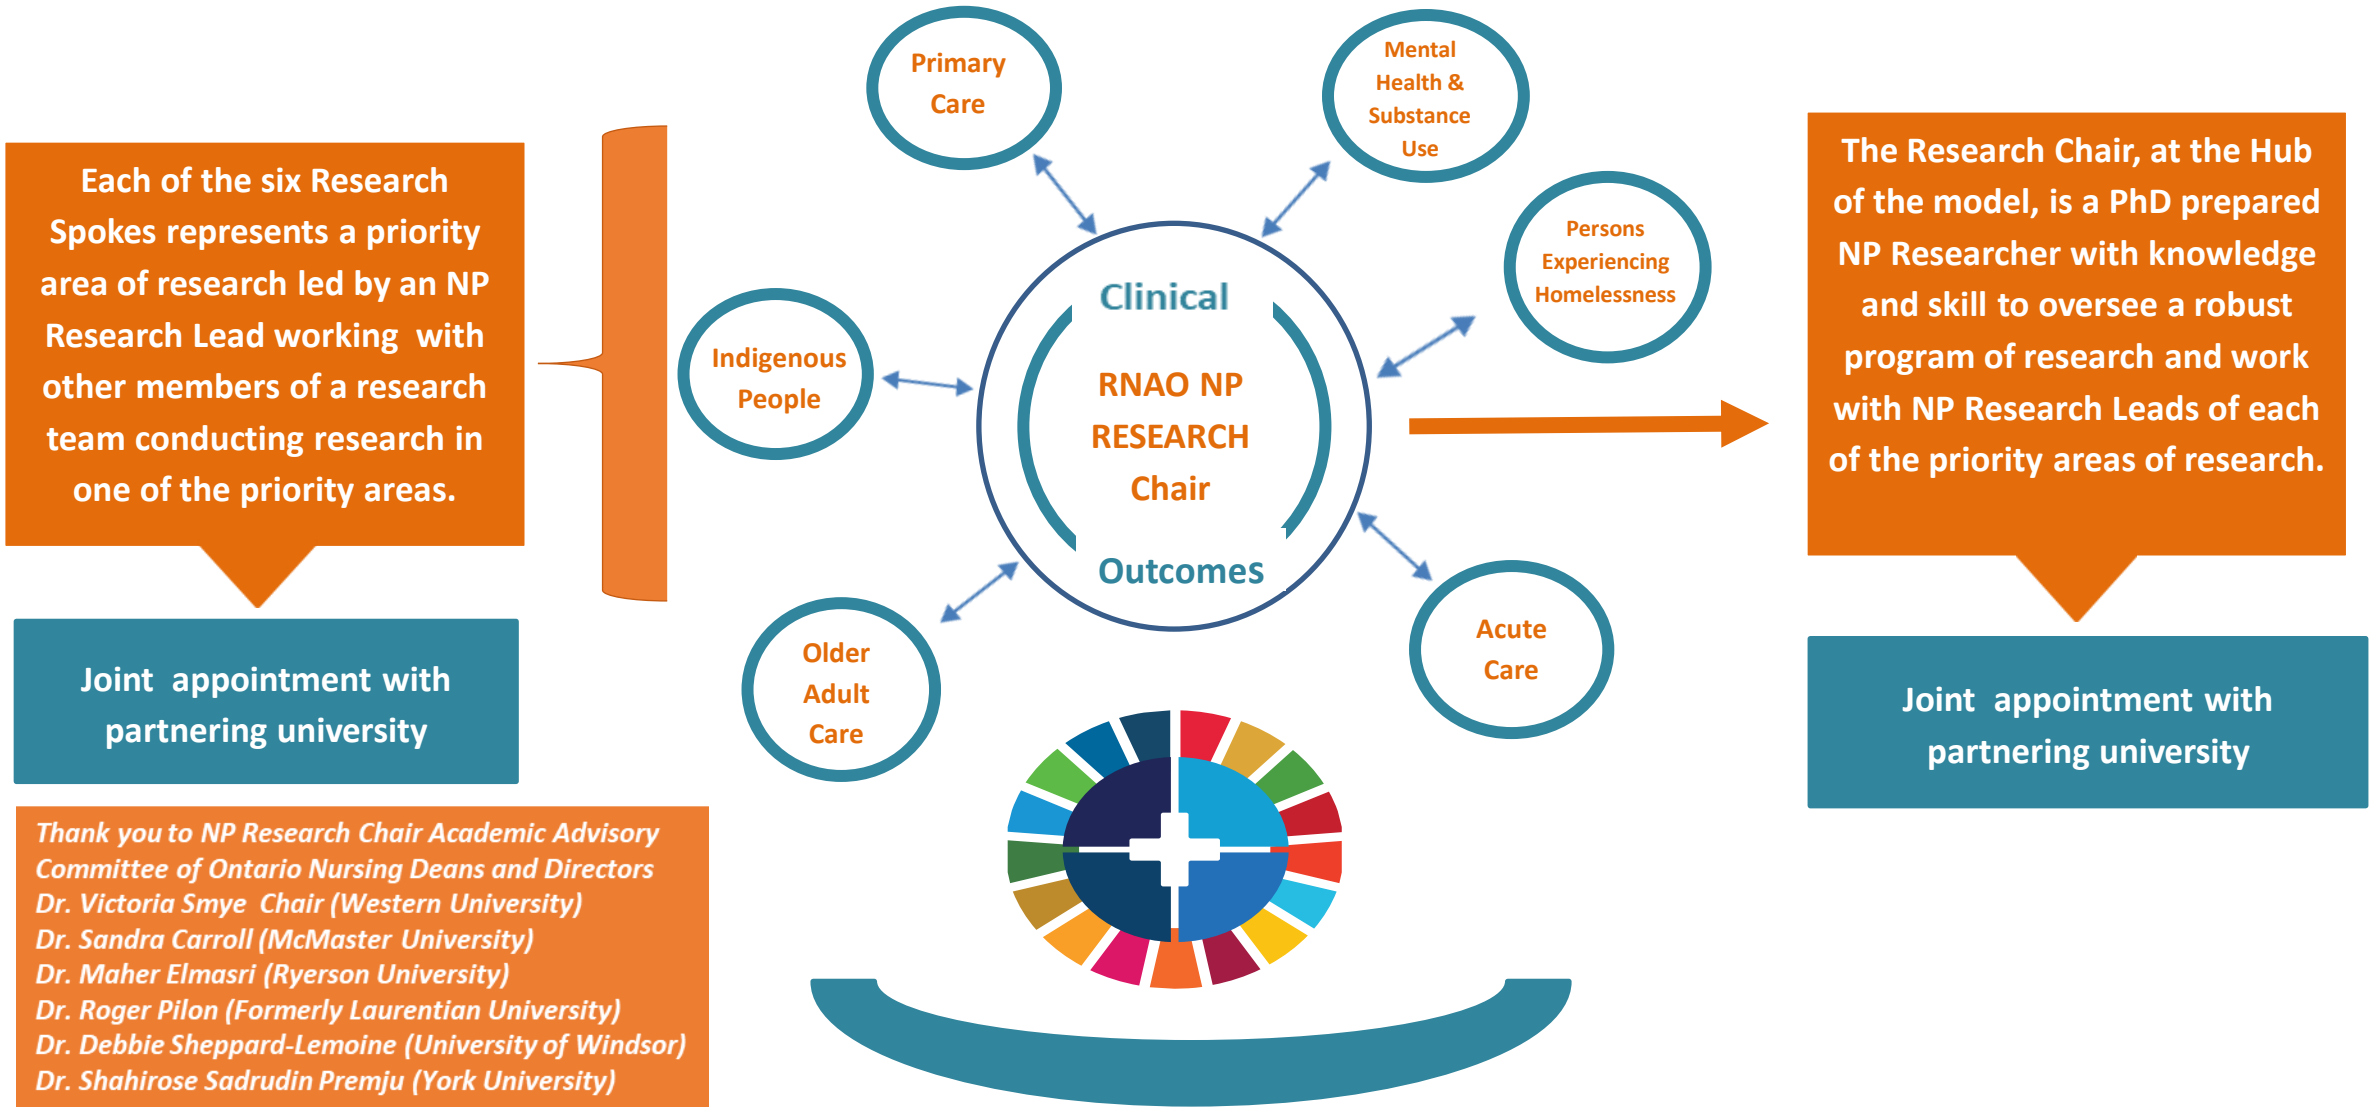 Each of the six Research
Spokes represents a priority
area of research led by an NP
Research Lead working with
other members of a research
team conducting research in
one of the priority areas.
Joint appointment with
partnering university
Thank you to NP Research Chair Academic Advisory
Committee of Ontario Nursing Deans and Directors
Dr. Victoria Smye Chair (Western University)
Dr. Sandra Carroll (McMaster University)
Dr. Maher Elmasri (Ryerson University)
Dr. Roger Pilon (Formerly Laurentian University)
Dr. Debbie Sheppard-Lemoine (University of Windsor)
Dr. Shahirose Sadrudin Premju (York University)
Primary
Care
Mental
Health &
Substance
Use
Persons
Experiencing
Homelessness
Indigenous
People
Clinical
RNAO NP
RESEARCH
Chair
Outcomes
Older
Adult
Care
Acute
Care
The Research Chair, at the Hub
of the model, is a PhD prepared
NP Researcher with knowledge
and skill to oversee a robust
program of research and work
with NP Research Leads of each
of the priority areas of research.
Joint appointment with
partnering university